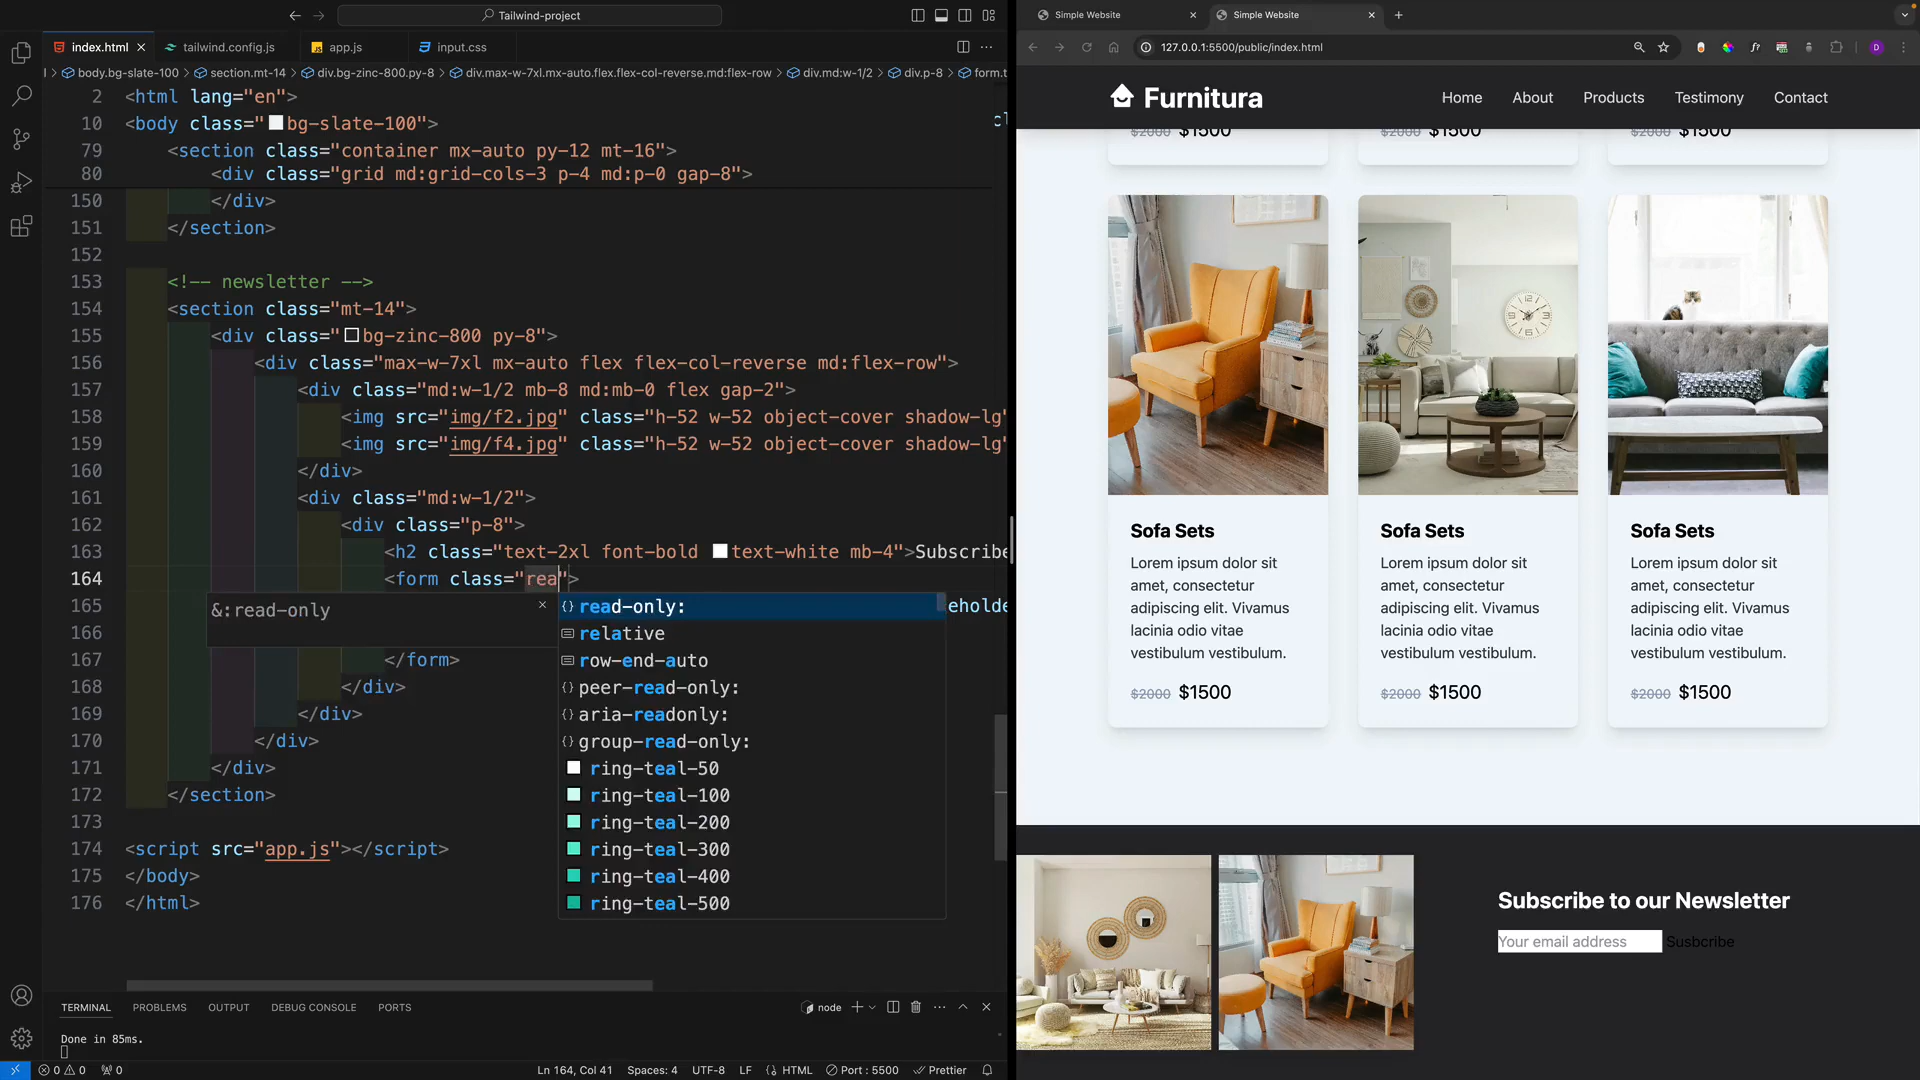 Tailwind-project
index.html
tailwind.config.js
app.js
input.css
body.bg-slate-100 section.mt-14 div.bg-zinc-800.py-8 div.max-w-7xl.mx-auto.flex.flex-col-reverse.md:flex-row div.md:w-1/2 div.p-8 form.t
2 <html lang="en">
10 <body class="bg-slate-100">
79 <section class="container mx-auto py-12 mt-16">
80 <div class="grid md:grid-cols-3 p-4 md:p-0 gap-8">
150 </div>
151 </section>
152
153 <!-- newsletter -->
154 <section class="mt-14">
155 <div class="bg-zinc-800 py-8">
156 <div class="max-w-7xl mx-auto flex flex-col-reverse md:flex-row">
157 <div class="md:w-1/2 mb-8 md:mb-0 flex gap-2">
158 <img src="img/f2.jpg" class="h-52 w-52 object-cover shadow-lg"
159 <img src="img/f4.jpg" class="h-52 w-52 object-cover shadow-lg"
160 </div>
161 <div class="md:w-1/2">
162 <div class="p-8">
163 <h2 class="text-2xl font-bold text-white mb-4">Subscribe
164 <form class="rea">
165 eholde
166
167 </form>
168 </div>
169 </div>
170 </div>
171 </div>
172 </section>
173
174 <script src="app.js"></script>
175 </body>
176 </html>
&:read-only
read-only:
relative
row-end-auto
peer-read-only:
aria-readonly:
group-read-only:
ring-teal-50
ring-teal-100
ring-teal-200
ring-teal-300
ring-teal-400
ring-teal-500
TERMINAL PROBLEMS OUTPUT DEBUG CONSOLE PORTS
node
Done in 85ms.
0 0 0
Ln 164, Col 41 Spaces: 4 UTF-8 LF HTML Port : 5500 Prettier
Simple Website
Simple Website
127.0.0.1:5500/public/index.html
D
Furnitura
Home About Products Testimony Contact
$2000 $1500
$2000 $1500
$2000 $1500
Sofa Sets
Lorem ipsum dolor sit
amet, consectetur
adipiscing elit. Vivamus
lacinia odio vitae
vestibulum vestibulum.
$2000 $1500
Sofa Sets
Lorem ipsum dolor sit
amet, consectetur
adipiscing elit. Vivamus
lacinia odio vitae
vestibulum vestibulum.
$2000 $1500
Sofa Sets
Lorem ipsum dolor sit
amet, consectetur
adipiscing elit. Vivamus
lacinia odio vitae
vestibulum vestibulum.
$2000 $1500
Subscribe to our Newsletter
Your email address Susbcribe